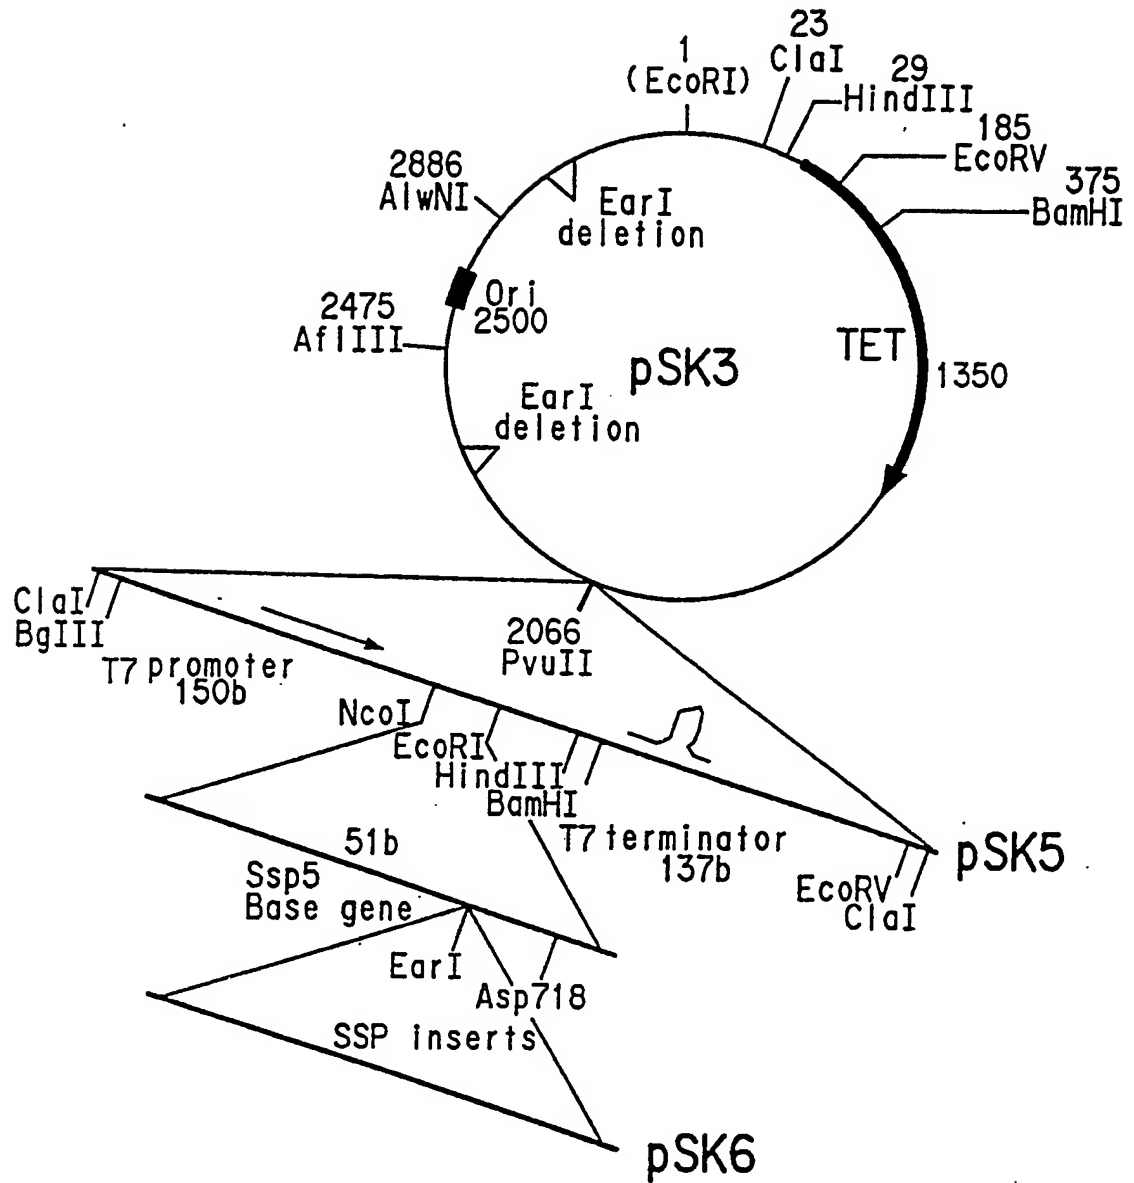 1
(EcoRI)
23
ClaI
29
HindIII
185
EcoRV
375
BamHI
2886
AlwNI
EarI
deletion
Ori
2500
2475
AflIII
pSK3
TET
1350
EarI
deletion
ClaI
BglII
T7 promoter
150b
2066
PvuII
NcoI
EcoRI
HindIII
BamHI
T7 terminator
137b
pSK5
EcoRV
ClaI
51b
Ssp5
Base gene
EarI
Asp718
SSP inserts
pSK6